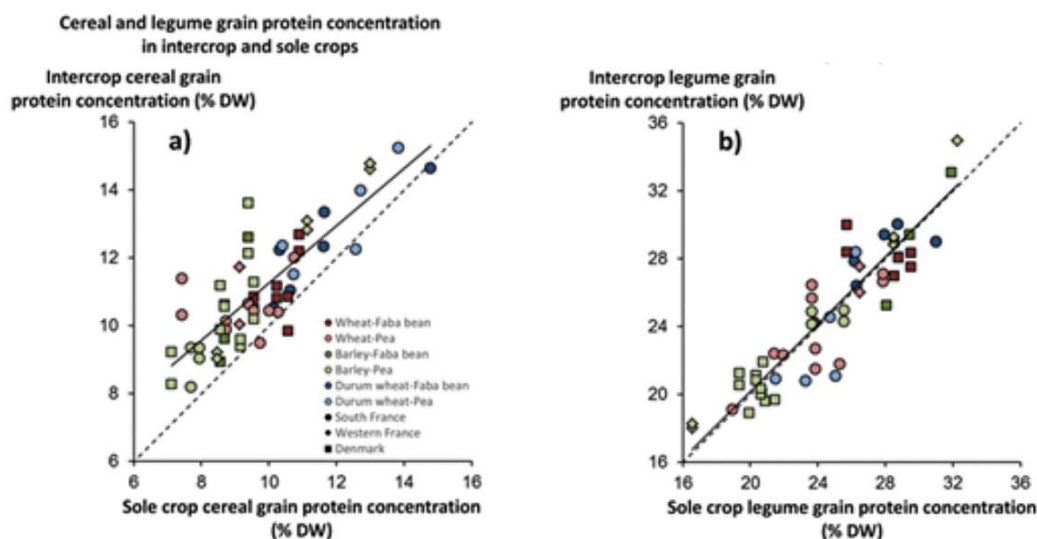 Cereal and legume grain protein concentration
in intercrop and sole crops
Intercrop cereal grain
protein concentration (% DW)
16
14
12
10
8
6
a)
Wheat-Faba bean
Wheat-Pea
Barley-Faba bean
Barley-Pea
Durum wheat-Faba bean
Durum wheat-Pea
South France
Western France
Denmark
6 8 10 12 14 16
Sole crop cereal grain protein concentration
(% DW)
Intercrop legume grain
protein concentration (% DW)
36
32
28
24
20
16
b)
16 20 24 28 32 36
Sole crop legume grain protein concentration
(% DW)